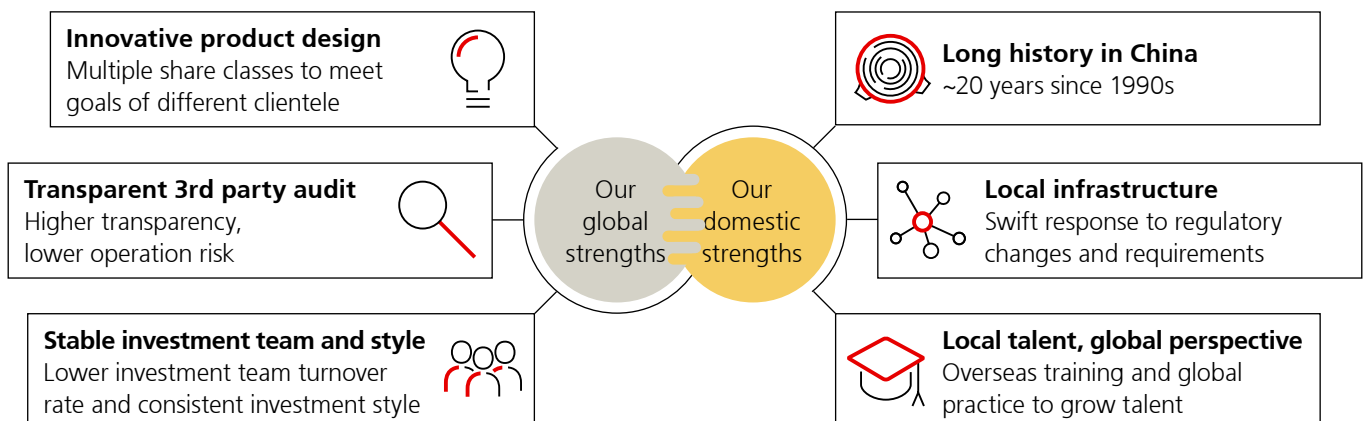 Innovative product design
Multiple share classes to meet
goals of different clientele
Transparent 3rd party audit
Higher transparency,
lower operation risk
Stable investment team and style
Lower investment team turnover
rate and consistent investment style
Our
global
strengths
Our
domestic
strengths
Long history in China
~20 years since 1990s
Local infrastructure
Swift response to regulatory
changes and requirements
Local talent, global perspective
Overseas training and global
practice to grow talent